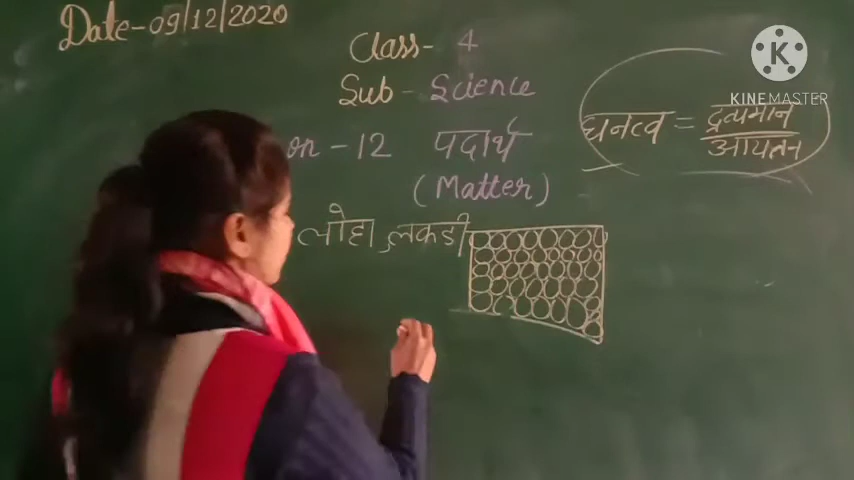 Date-09/12/2020
Class- 4
Sub - Science
on - 12 पदार्थ
(Matter)
लोहा, लकडी
घनत्व = द्रव्यमान
आयतन
K
KINEMASTER